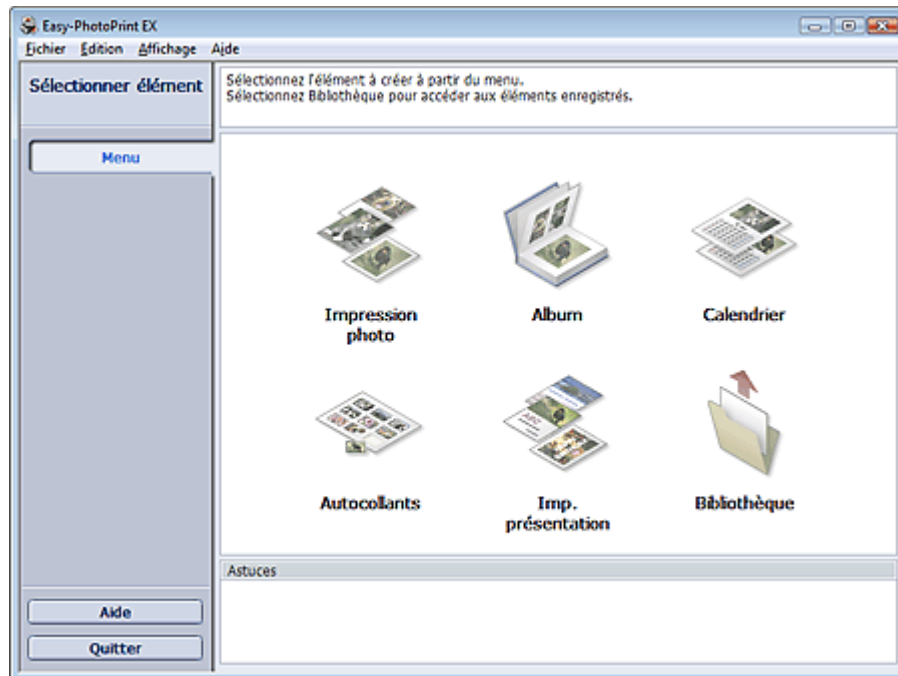 Easy-PhotoPrint EX
Fichier Édition Affichage Aide
Sélectionner élément
Sélectionnez l'élément à créer à partir du menu.
Sélectionnez Bibliothèque pour accéder aux éléments enregistrés.
Menu
Impression
photo
Album
Calendrier
Autocollants
Imp.
présentation
Bibliothèque
Astuces
Aide
Quitter